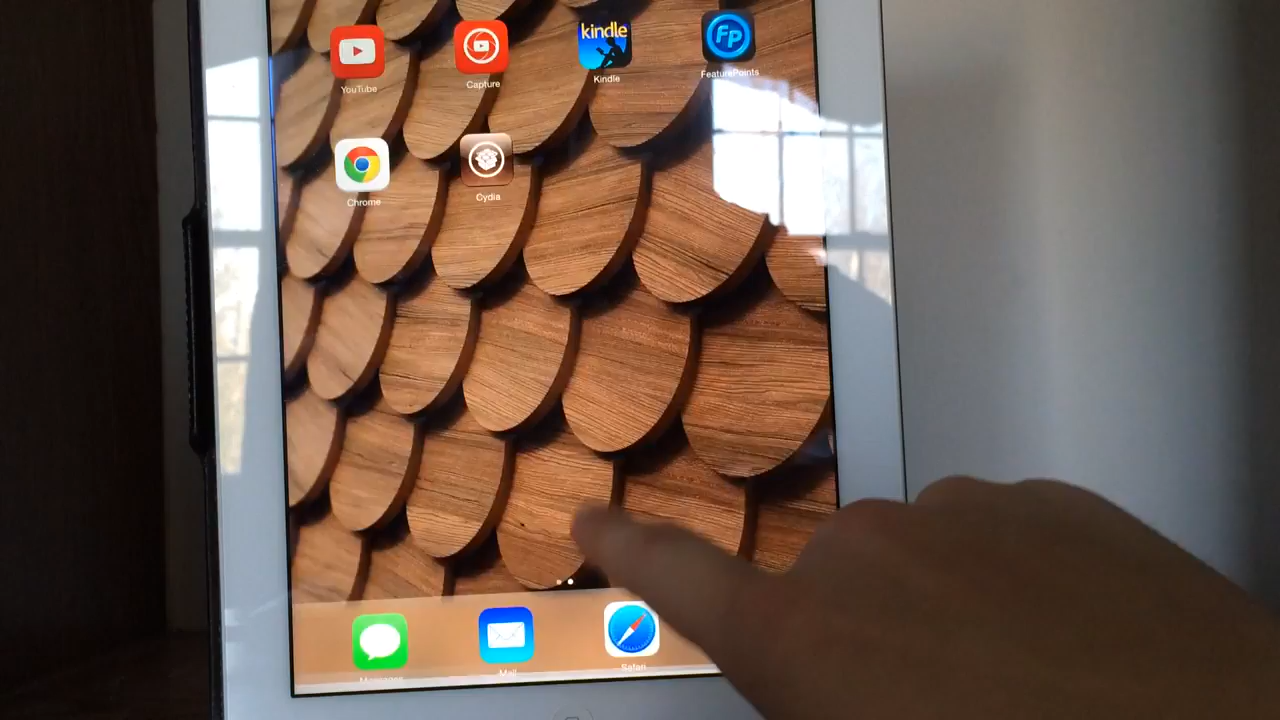 kindle
FP
YouTube
Capture
Kindle
FeaturePoints
Chrome
Cydia
Messages
Mail
Safari